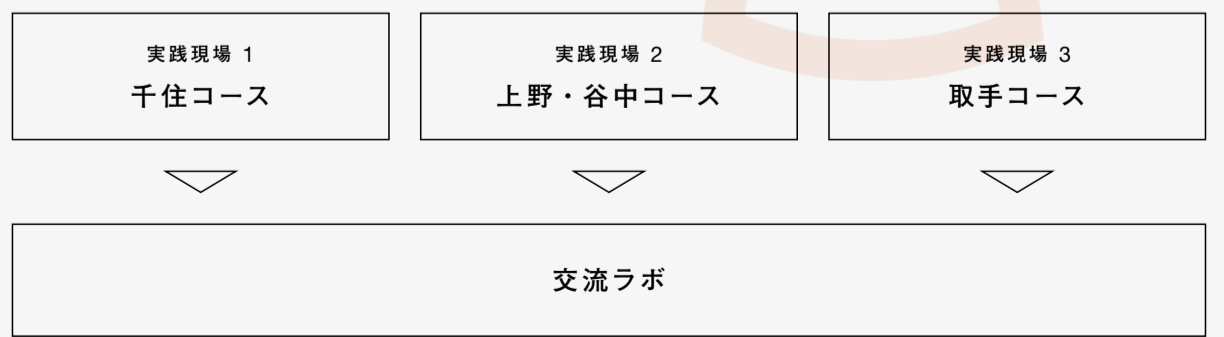 実践現場 1
千住コース
実践現場 2
上野・谷中コース
実践現場 3
取手コース
交流ラボ